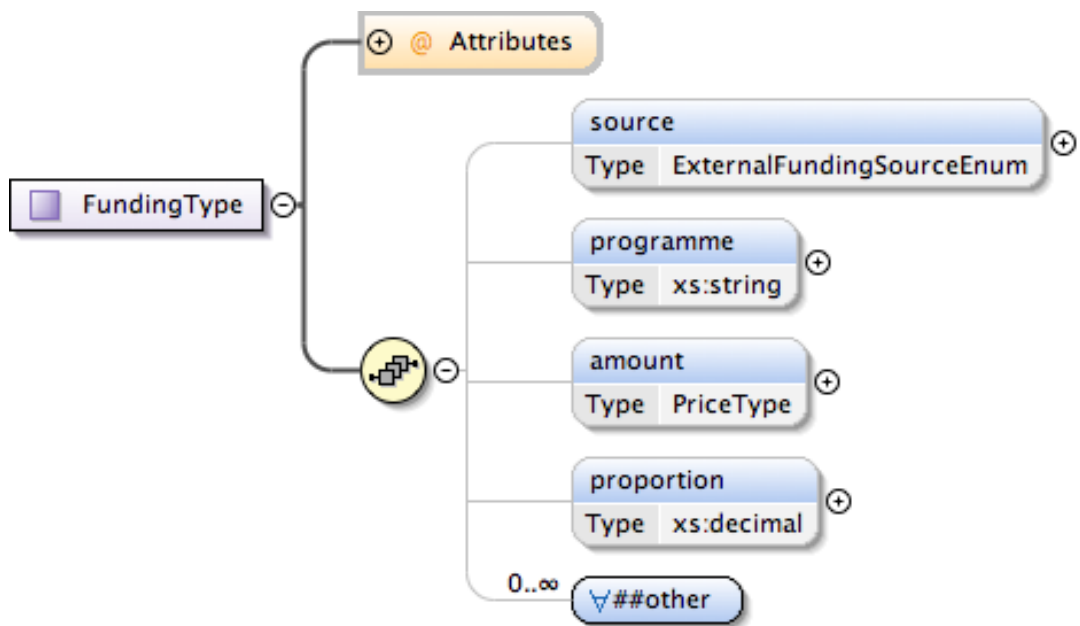 @ Attributes
source
Type ExternalFundingSourceEnum
FundingType
programme
Type xs:string
amount
Type PriceType
proportion
Type xs:decimal
0..∞
∀##other